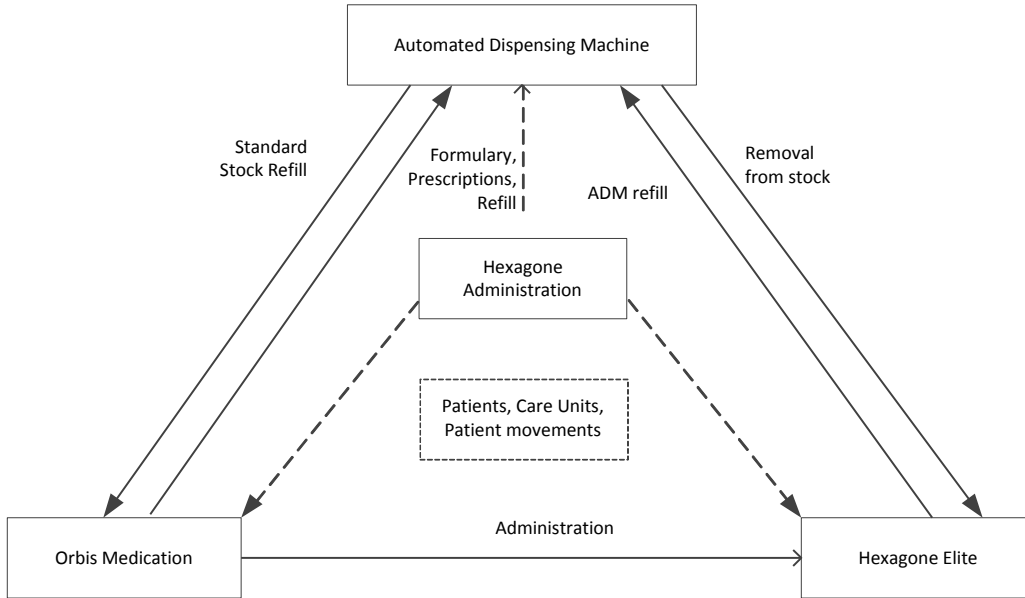 Automated Dispensing Machine
Standard
Stock Refill
Formulary,
Prescriptions,
Refill
ADM refill
Removal
from stock
Hexagone
Administration
Patients, Care Units,
Patient movements
Orbis Medication
Administration
Hexagone Elite